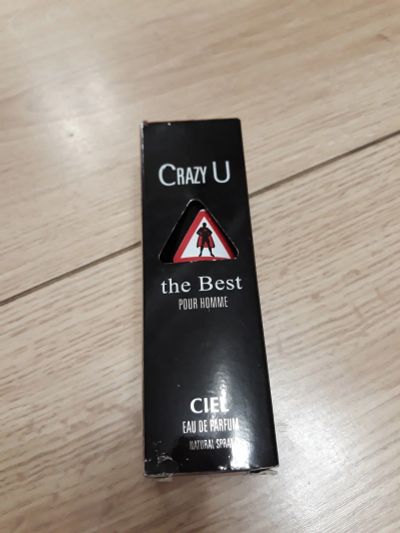 CRAZY U
the Best
POUR HOMME
CIEL
EAU DE PARFUM
NATURAL SPRAY